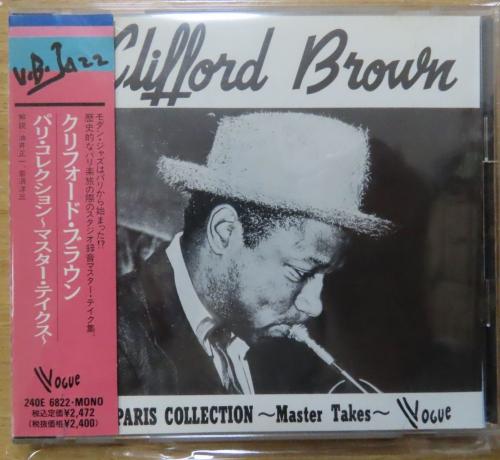 V.B. Jazz
Clifford Brown
モダン・ジャズはパリから始まった!?
歴史的なパリ楽旅の際のスタジオ録音マスター・テイク集。
クリフォード・ブラウン
パリ・コレクション〜マスター・テイクス〜
解説：油井正一・
VOGUE
240E 6822-MONO
税込定価¥2,472
(税抜価格¥2,400)
PARIS COLLECTION ～Master Takes～
VOGUE